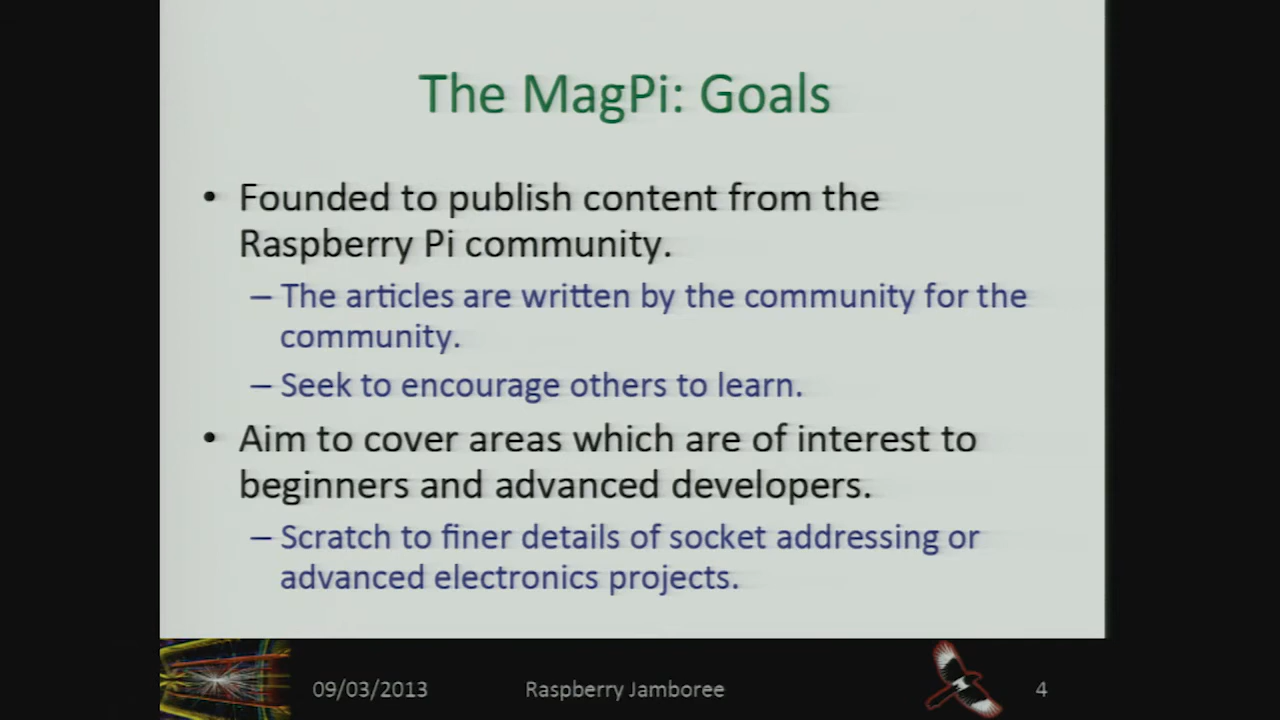 The MagPi: Goals
• Founded to publish content from the
Raspberry Pi community.
– The articles are written by the community for the
community.
– Seek to encourage others to learn.
• Aim to cover areas which are of interest to
beginners and advanced developers.
– Scratch to finer details of socket addressing or
advanced electronics projects.
09/03/2013 Raspberry Jamboree 4